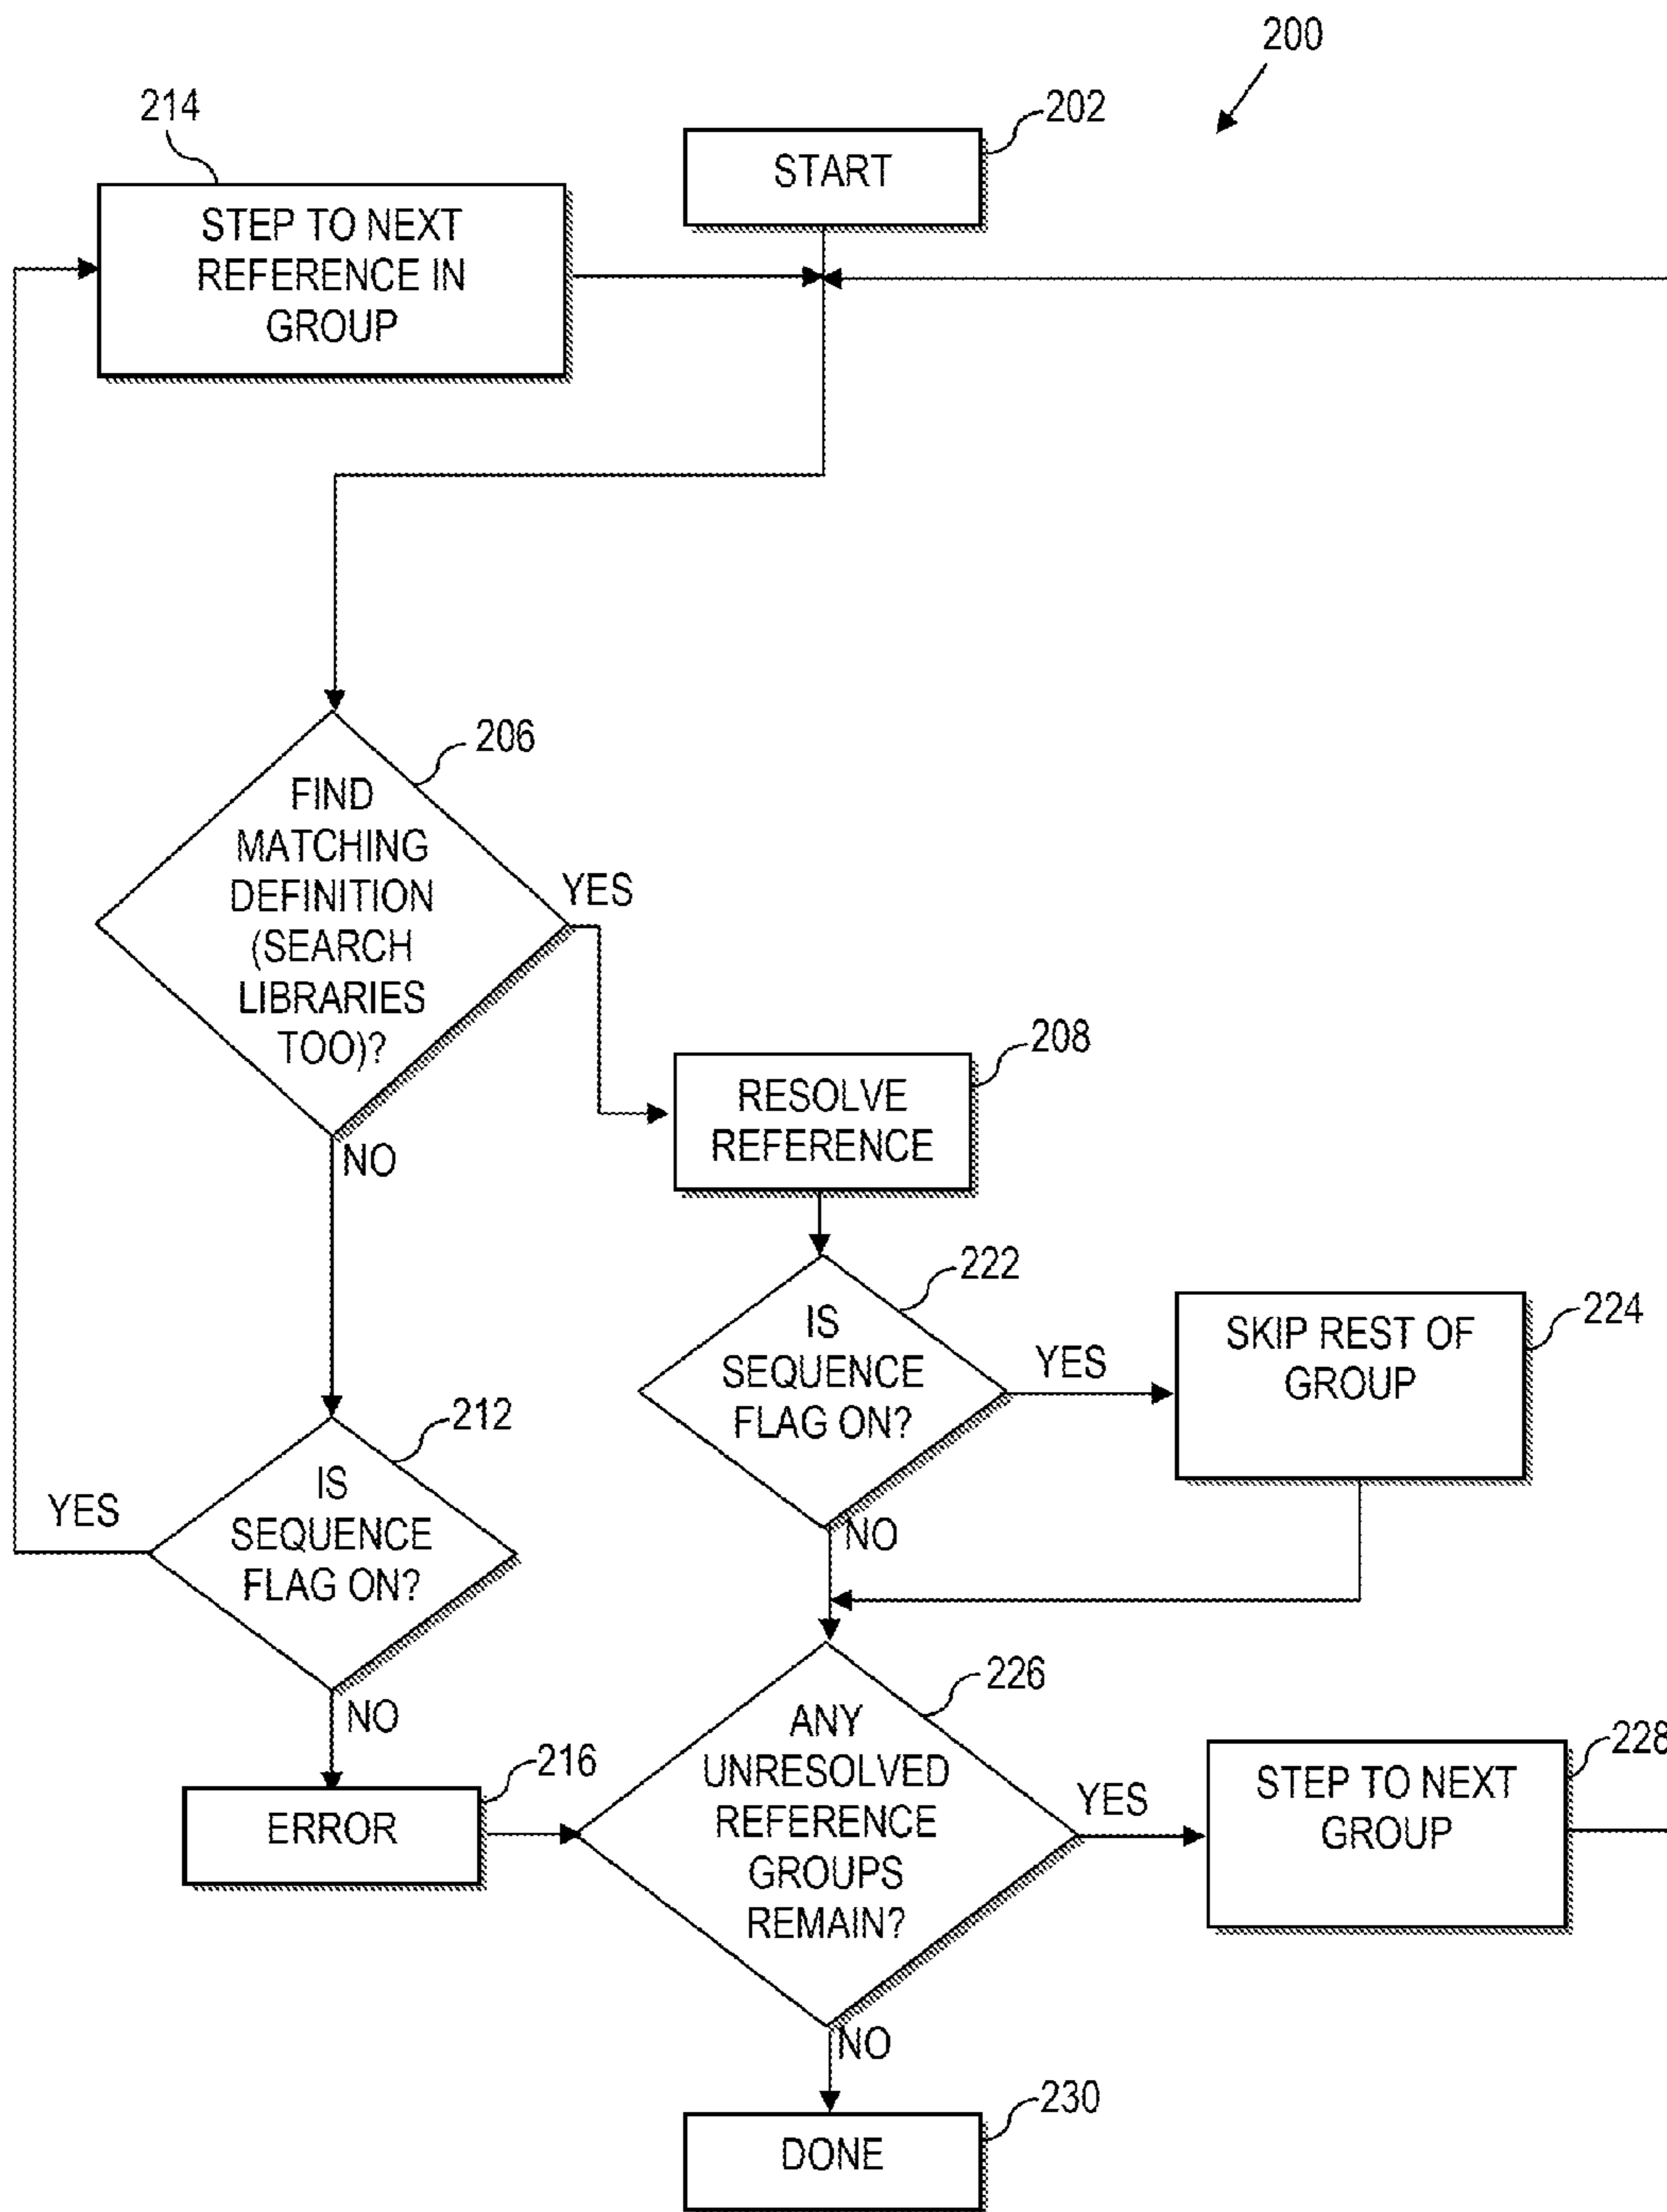 200
214
202
START
STEP TO NEXT
REFERENCE IN
GROUP
206
FIND
MATCHING
DEFINITION
(SEARCH
LIBRARIES
TOO)?
YES
NO
208
RESOLVE
REFERENCE
222
IS
SEQUENCE
FLAG ON?
YES
NO
224
SKIP REST OF
GROUP
212
IS
SEQUENCE
FLAG ON?
YES
NO
216
ERROR
226
ANY
UNRESOLVED
REFERENCE
GROUPS
REMAIN?
YES
NO
228
STEP TO NEXT
GROUP
230
DONE